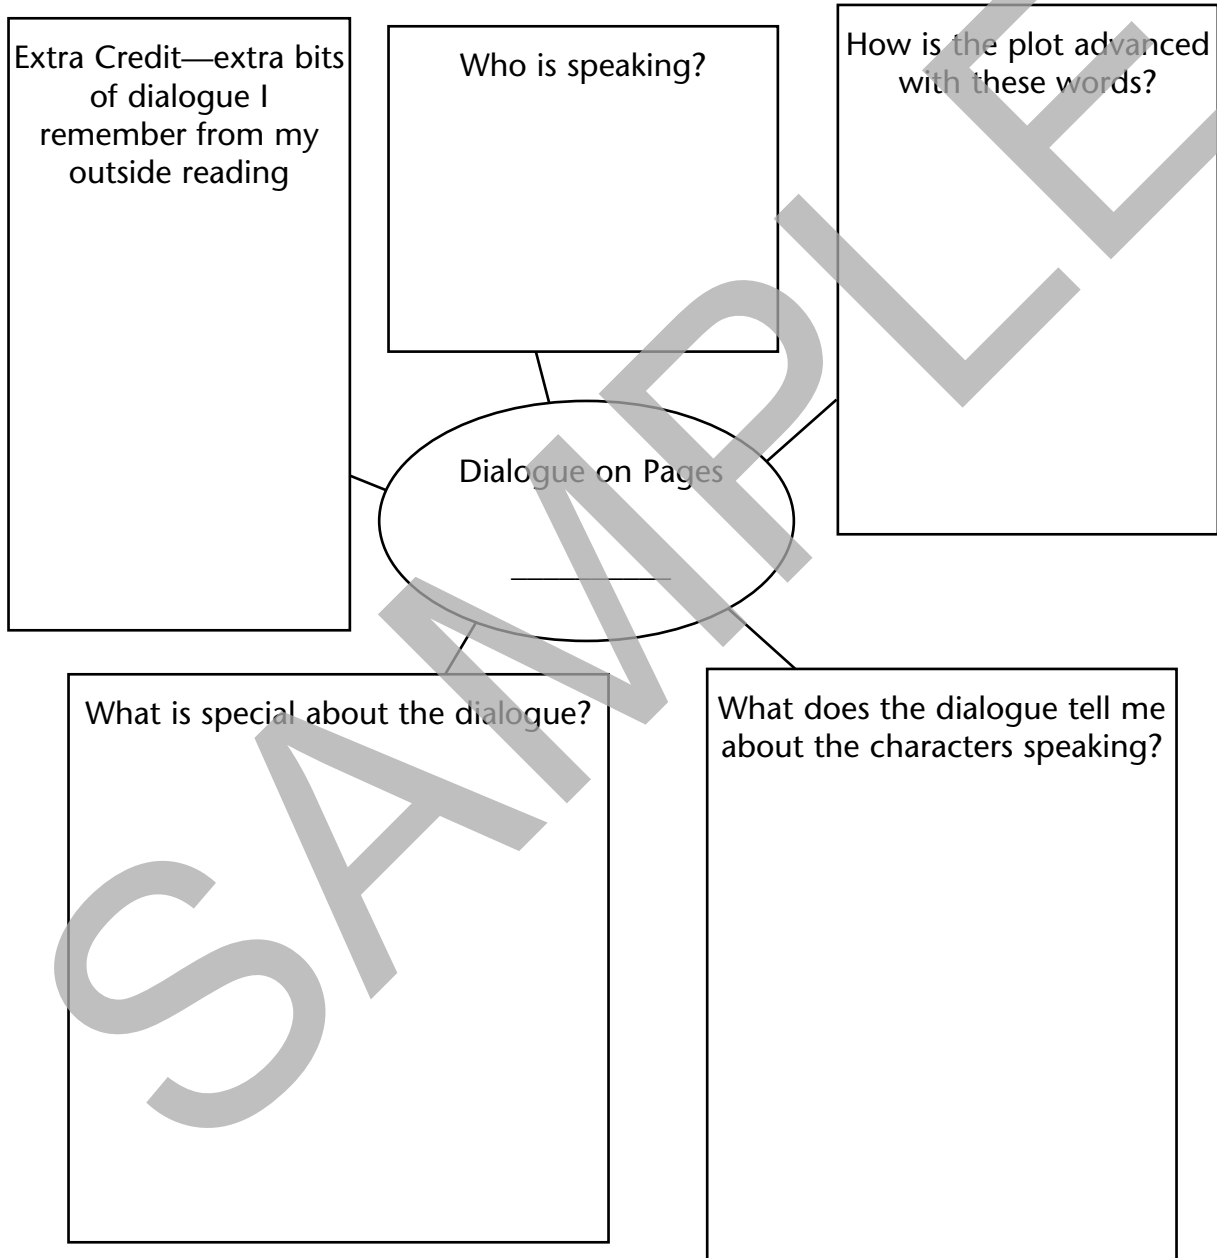 Extra Credit—extra bits
of dialogue I
remember from my
outside reading
Who is speaking?
How is the plot advanced
with these words?
Dialogue on Pages
__________
What is special about the dialogue?
What does the dialogue tell me
about the characters speaking?
SAMPLE